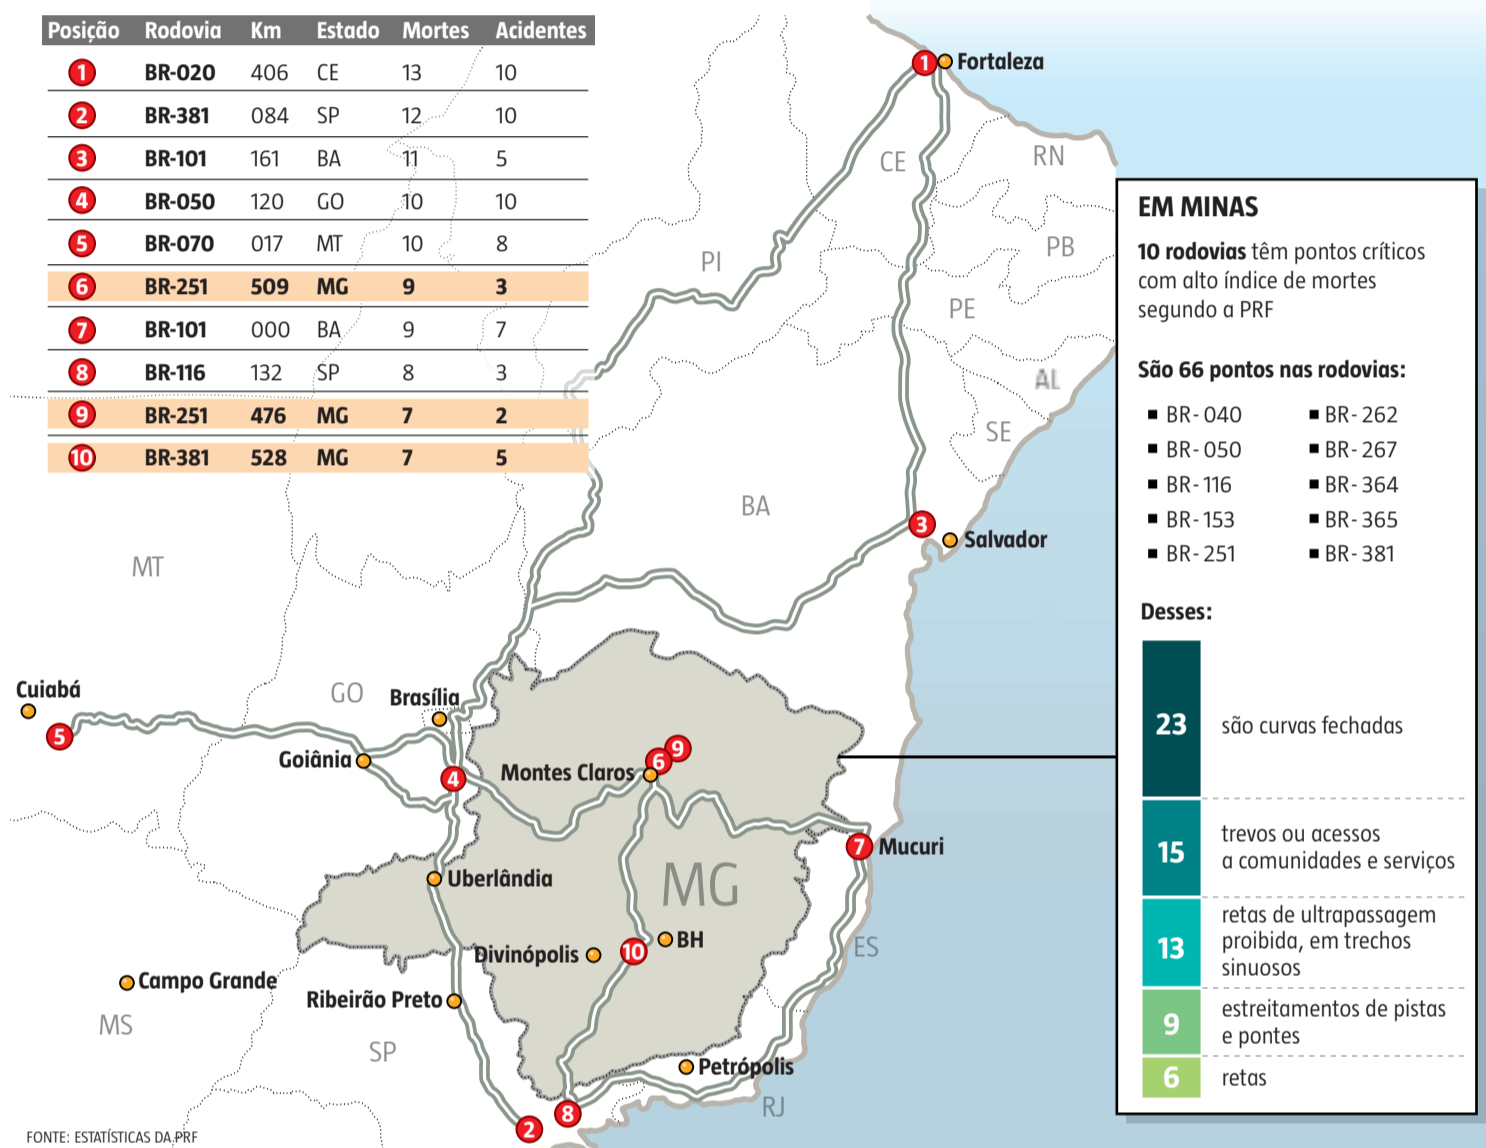 Posição Rodovia Km Estado Mortes Acidentes
1 BR-020 406 CE 13 10
2 BR-381 084 SP 12 10
3 BR-101 161 BA 11 5
4 BR-050 120 GO 10 10
5 BR-070 017 MT 10 8
6 BR-251 509 MG 9 3
7 BR-101 000 BA 9 7
8 BR-116 132 SP 8 3
9 BR-251 476 MG 7 2
10 BR-381 528 MG 7 5
1 Fortaleza
CE
RN
PB
PI
PE
AL
SE
BA
3
Salvador
MT
Cuiabá
5
GO
Brasília
Goiânia
4
9
6
Montes Claros
7 Mucuri
MG
Uberlândia
10
BH
Divinópolis
ES
Campo Grande
Ribeirão Preto
MS
SP
Petrópolis
RJ
8
2
FONTE: ESTATÍSTICAS DA PRF
EM MINAS
10 rodovias têm pontos críticos
com alto índice de mortes
segundo a PRF
São 66 pontos nas rodovias:
■ BR-040
■ BR-050
■ BR-116
■ BR-153
■ BR-251
■ BR-262
■ BR-267
■ BR-364
■ BR-365
■ BR-381
Desses:
23 são curvas fechadas
15 trevos ou acessos
a comunidades e serviços
13 retas de ultrapassagem
proibida, em trechos
sinuosos
9 estreitamentos de pistas
e pontes
6 retas